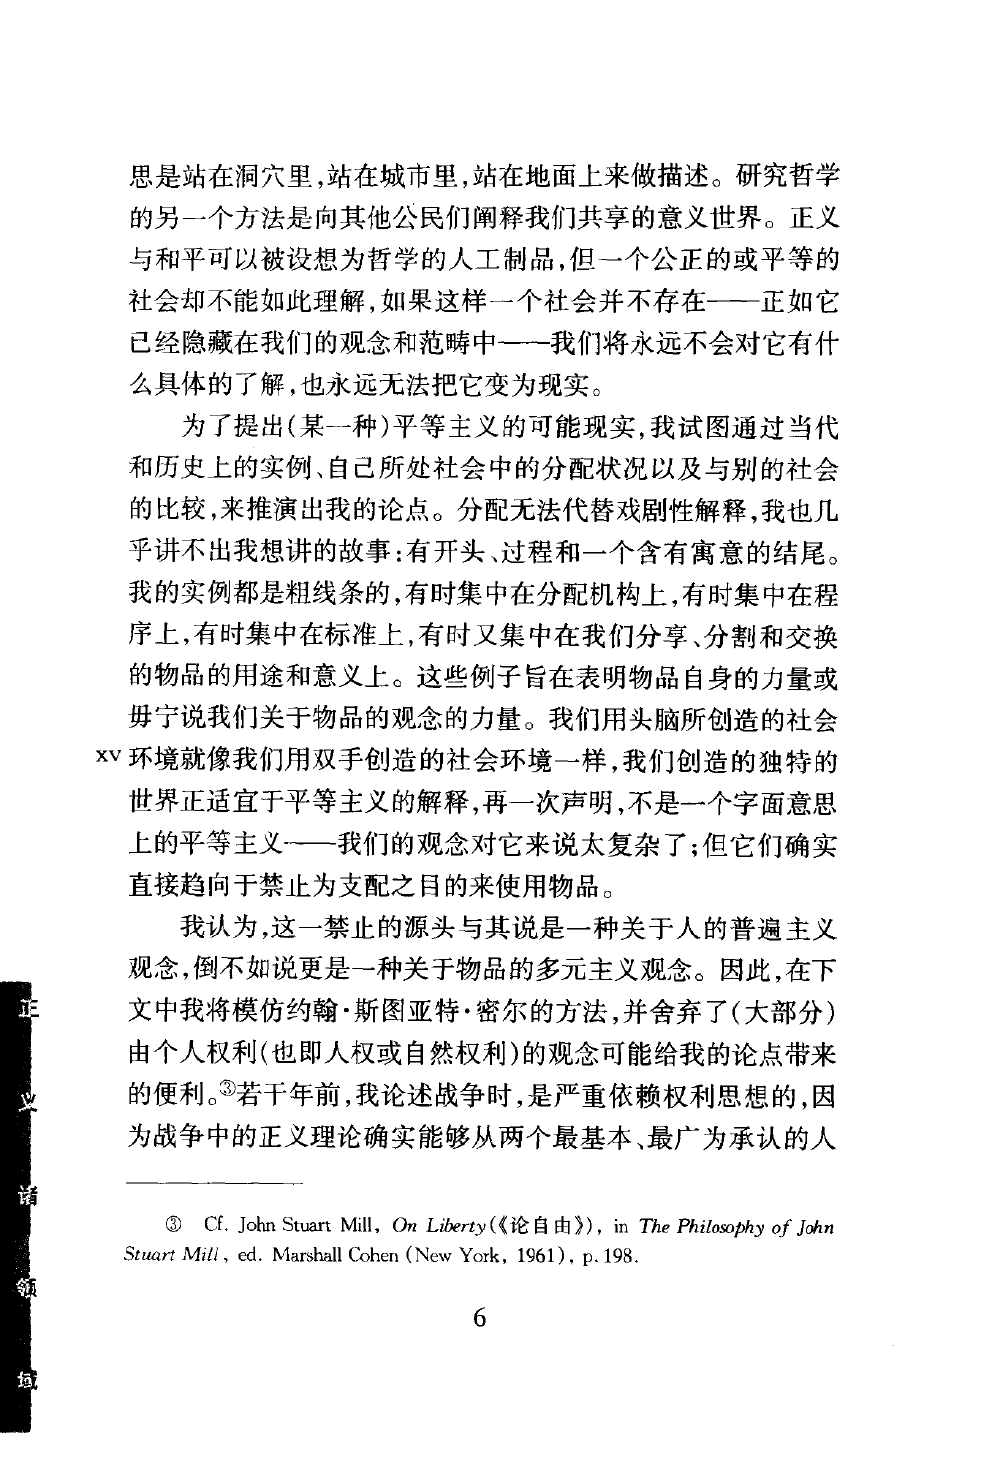 思是站在洞穴里,站在城市里,站在地面上来做描述。研究哲学
的另一个方法是向其他公民们阐释我们共享的意义世界。正义
与和平可以被设想为哲学的人工制品,但一个公正的或平等的
社会却不能如此理解,如果这样一个社会并不存在——正如它
已经隐藏在我们的观念和范畴中——我们将永远不会对它有什
么具体的了解,也永远无法把它变为现实。
为了提出(某一种)平等主义的可能现实,我试图通过当代
和历史上的实例、自己所处社会中的分配状况以及与别的社会
的比较,来推演出我的论点。分配无法代替戏剧性解释,我也几
乎讲不出我想讲的故事:有开头、过程和一个含有寓意的结尾。
我的实例都是粗线条的,有时集中在分配机构上,有时集中在程
序上,有时集中在标准上,有时又集中在我们分享、分割和交换
的物品的用途和意义上。这些例子旨在表明物品自身的力量或
毋宁说我们关于物品的观念的力量。我们用头脑所创造的社会
xv 环境就像我们用双手创造的社会环境一样,我们创造的独特的
世界正适宜于平等主义的解释,再一次声明,不是一个字面意思
上的平等主义——我们的观念对它来说太复杂了;但它们确实
直接趋向于禁止为支配之目的来使用物品。
我认为,这一禁止的源头与其说是一种关于人的普遍主义
观念,倒不如说更是一种关于物品的多元主义观念。因此,在下
文中我将模仿约翰·斯图亚特·密尔的方法,并舍弃了(大部分)
由个人权利(也即人权或自然权利)的观念可能给我的论点带来
的便利。③若干年前,我论述战争时,是严重依赖权利思想的,因
为战争中的正义理论确实能够从两个最基本、最广为承认的人
③ Cf. John Stuart Mill, On Liberty(《论自由》), in The Philosophy of John
Stuart Mill, ed. Marshall Cohen (New York, 1961), p.198.
6
正
义
诸
领
域